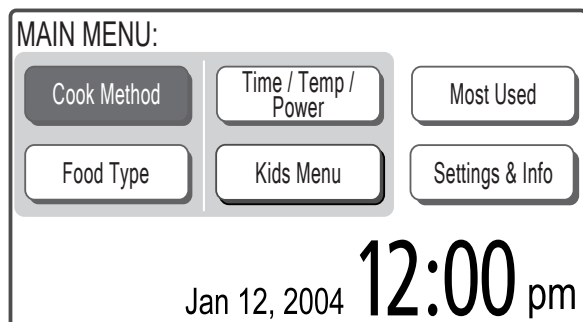 MAIN MENU:
Cook Method
Time / Temp /
Power
Most Used
Food Type
Kids Menu
Settings & Info
Jan 12, 2004 12:00 pm